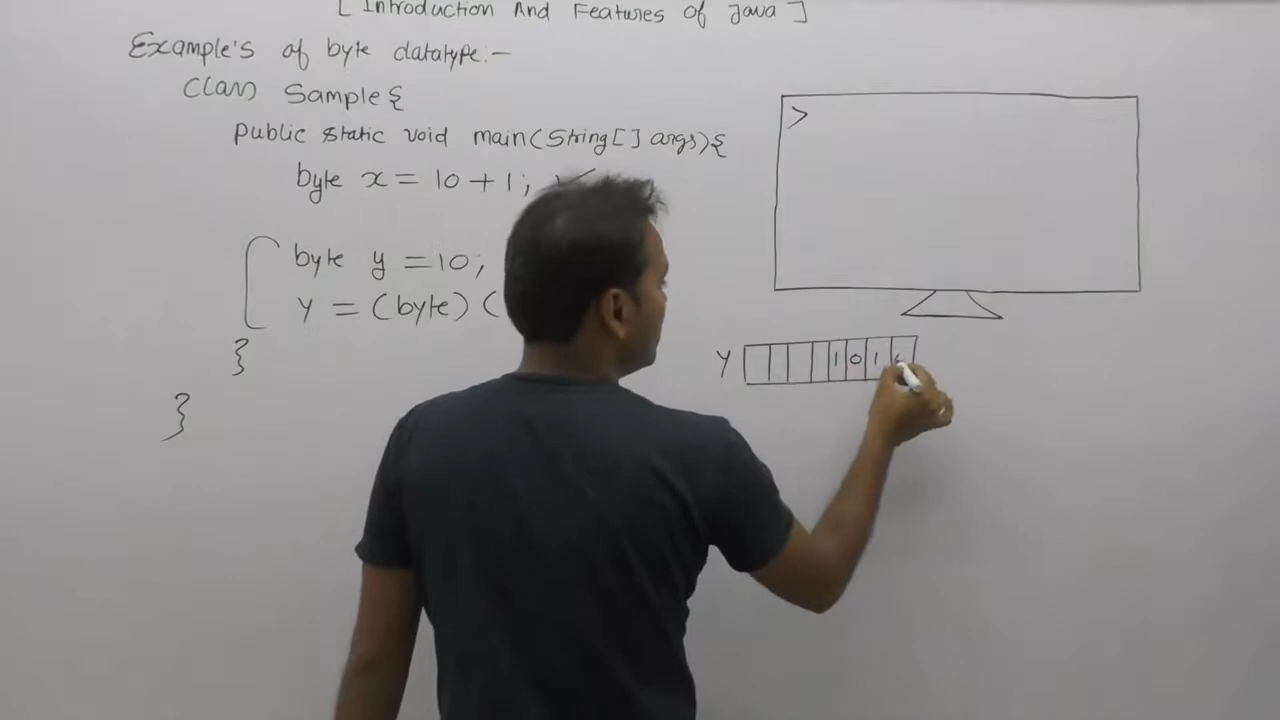 [ Introduction And Features Of Java ]
Example's of byte datatype:-
Class Sample{
public static void main(String[] args){
byte x = 10+1; ✓
byte y =10;
Y = (byte) (
}
}
>
Y 1 0 1